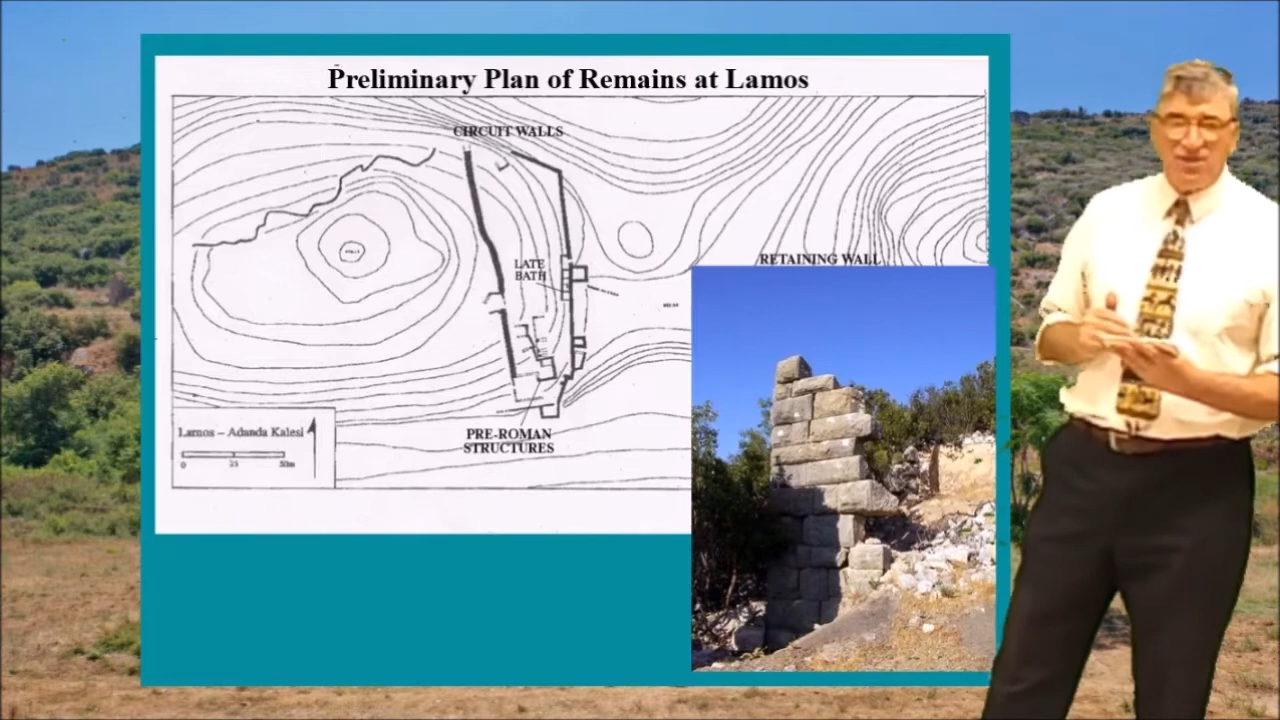 Preliminary Plan of Remains at Lamos
CIRCUIT WALLS
LATE
BATH
RETAINING WALL
PRE-ROMAN
STRUCTURES
Lamos – Adanda Kalesi
0 25 50m